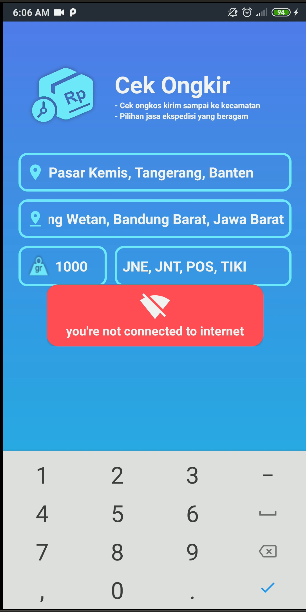 6:06 AM
94
Rp
Cek Ongkir
- Cek ongkos kirim sampai ke kecamatan
- Pilihan jasa ekspedisi yang beragam
Pasar Kemis, Tangerang, Banten
ng Wetan, Bandung Barat, Jawa Barat
gr
1000
JNE, JNT, POS, TIKI
you're not connected to internet
1 2 3 −
4 5 6
7 8 9
, 0 .